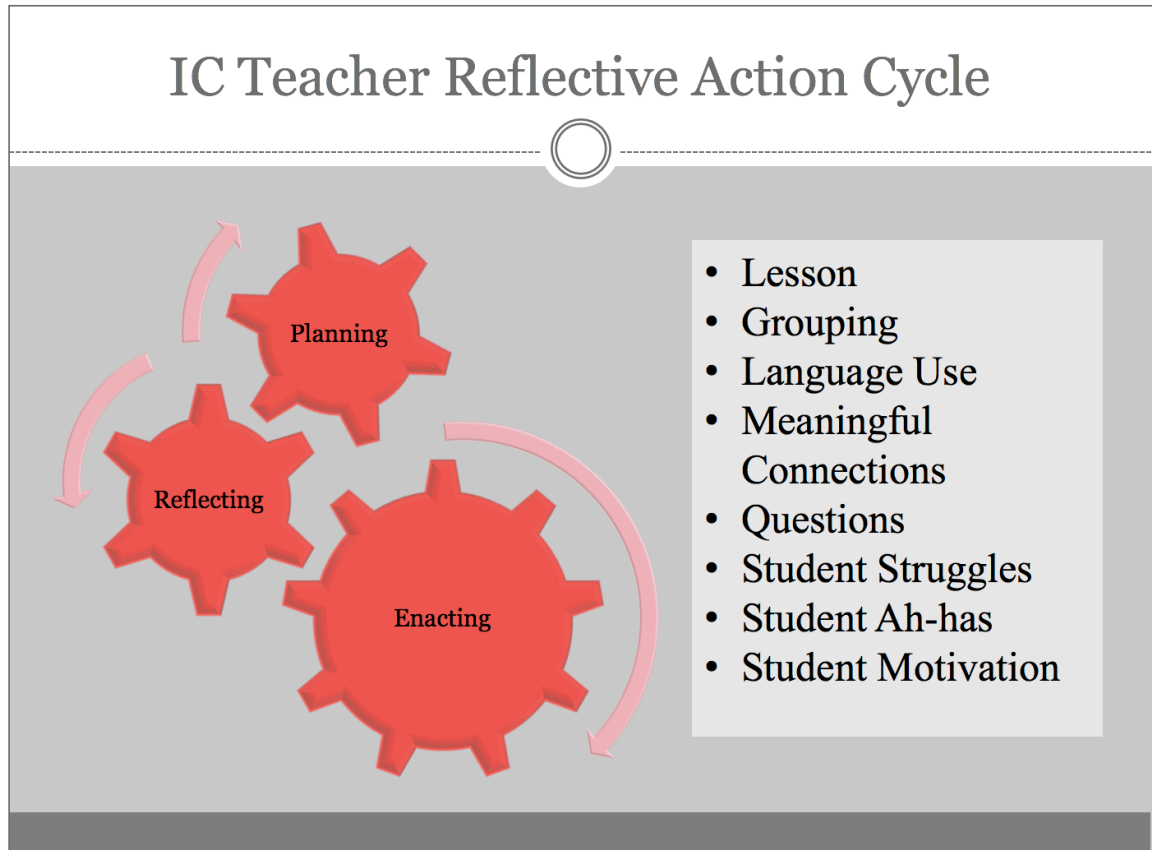 IC Teacher Reflective Action Cycle
Planning
Reflecting
Enacting
• Lesson
• Grouping
• Language Use
• Meaningful
Connections
• Questions
• Student Struggles
• Student Ah-has
• Student Motivation